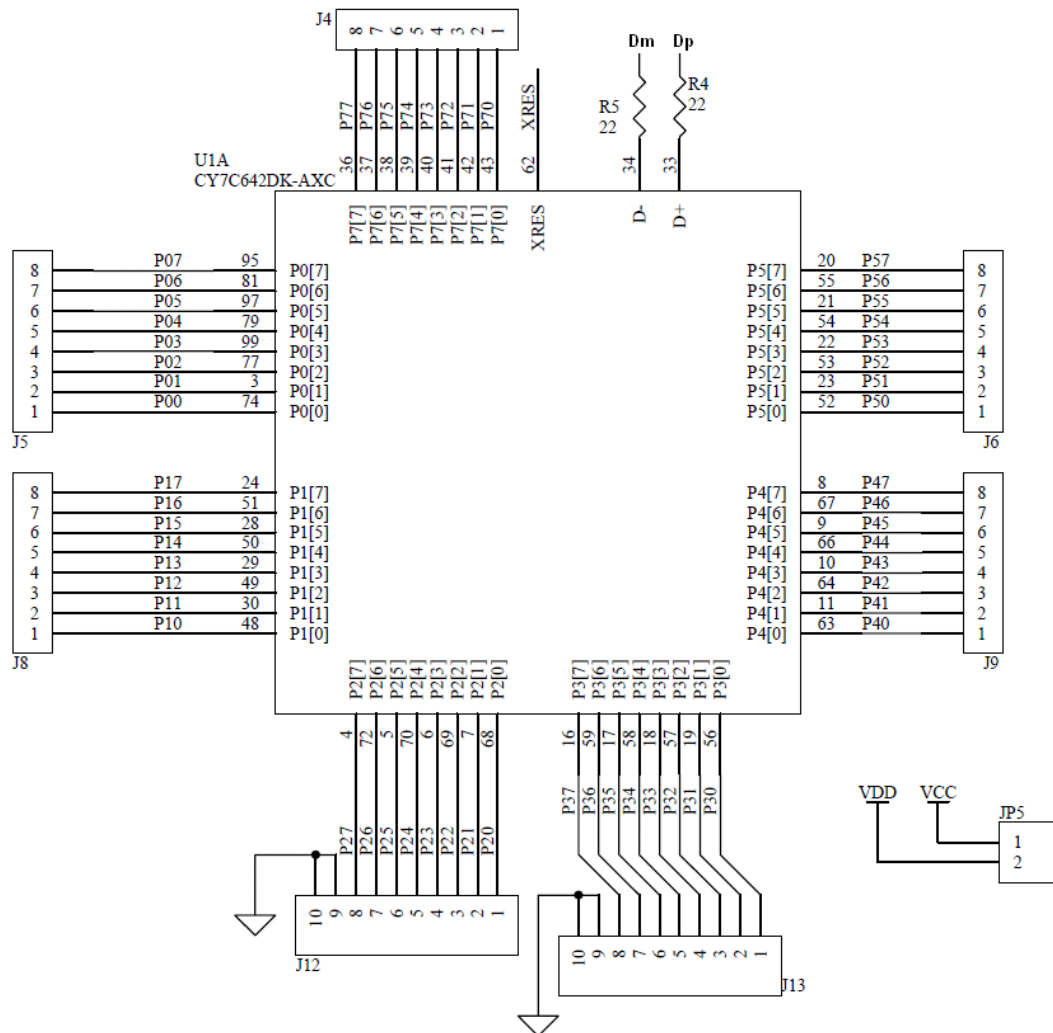 J4
8 7 6 5 4 3 2 1
Dm Dp
R5
22
R4
22
P77 P76 P75 P74 P73 P72 P71 P70 XRES
36 37 38 39 40 41 42 43 62 34 33
U1A
CY7C642DK-AXC
P7[7] P7[6] P7[5] P7[4] P7[3] P7[2] P7[1] P7[0] XRES D- D+
8 P07 95 P0[7] P5[7] 20 P57 8
7 P06 81 P0[6] P5[6] 55 P56 7
6 P05 97 P0[5] P5[5] 21 P55 6
5 P04 79 P0[4] P5[4] 54 P54 5
4 P03 99 P0[3] P5[3] 22 P53 4
3 P02 77 P0[2] P5[2] 53 P52 3
2 P01 3 P0[1] P5[1] 23 P51 2
1 P00 74 P0[0] P5[0] 52 P50 1
J5 J6
8 P17 24 P1[7] P4[7] 8 P47 8
7 P16 51 P1[6] P4[6] 67 P46 7
6 P15 28 P1[5] P4[5] 9 P45 6
5 P14 50 P1[4] P4[4] 66 P44 5
4 P13 29 P1[3] P4[3] 10 P43 4
3 P12 49 P1[2] P4[2] 64 P42 3
2 P11 30 P1[1] P4[1] 11 P41 2
1 P10 48 P1[0] P4[0] 63 P40 1
J8 J9
P2[7] P2[6] P2[5] P2[4] P2[3] P2[2] P2[1] P2[0] P3[7] P3[6] P3[5] P3[4] P3[3] P3[2] P3[1] P3[0]
4 72 5 70 6 69 7 68 16 59 17 58 18 57 19 56
P37 P36 P35 P34 P33 P32 P31 P30
VDD VCC
JP5
1
2
P27 P26 P25 P24 P23 P22 P21 P20
10 9 8 7 6 5 4 3 2 1
J12
10 9 8 7 6 5 4 3 2 1
J13